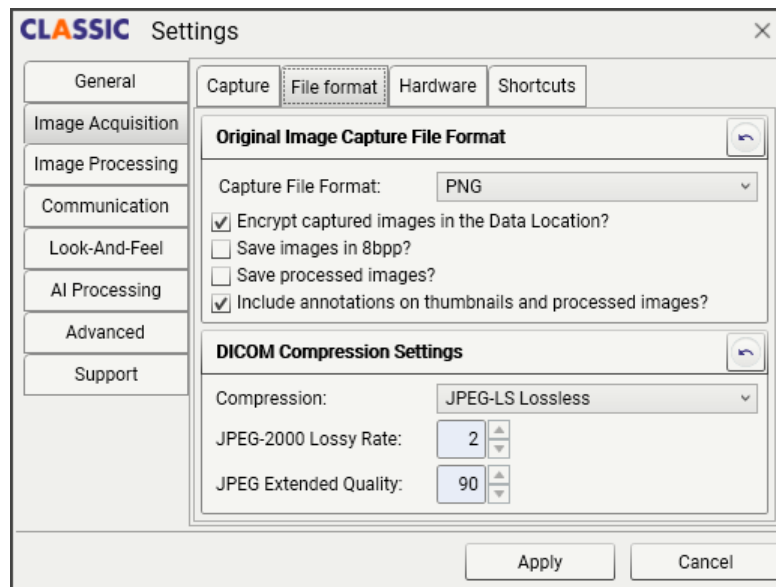 CLASSIC Settings
General
Image Acquisition
Image Processing
Communication
Look-And-Feel
AI Processing
Advanced
Support
Capture File format Hardware Shortcuts
Original Image Capture File Format
Capture File Format: PNG
Encrypt captured images in the Data Location?
Save images in 8bpp?
Save processed images?
Include annotations on thumbnails and processed images?
DICOM Compression Settings
Compression: JPEG-LS Lossless
JPEG-2000 Lossy Rate: 2
JPEG Extended Quality: 90
Apply Cancel